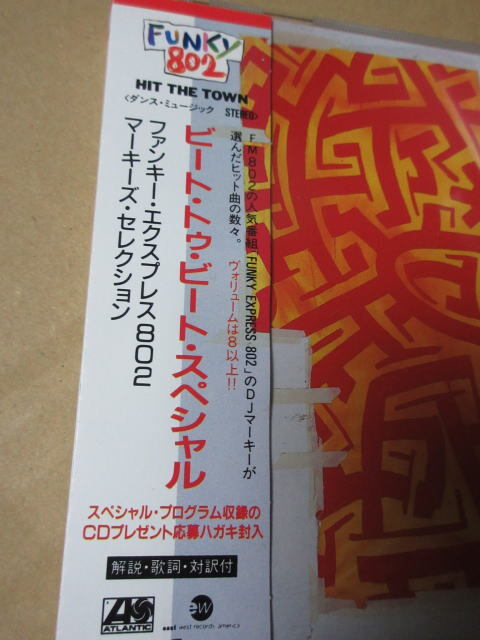 FUNKY
802
HIT THE TOWN
<ダンス・ミュージック STEREO>
FM802の人気番組「FUNKY EXPRESS 802」のDJマーキーが
選んだヒット曲の数々。 ヴォリュームは8以上!!
ビート・トゥ・ビート・スペシャル
ファンキー・エクスプレス802
マーキーズ・セレクション
スペシャル・プログラム収録の
CDプレゼント応募ハガキ封入
解説・歌詞・対訳付
ATLANTIC
ew
east west records america